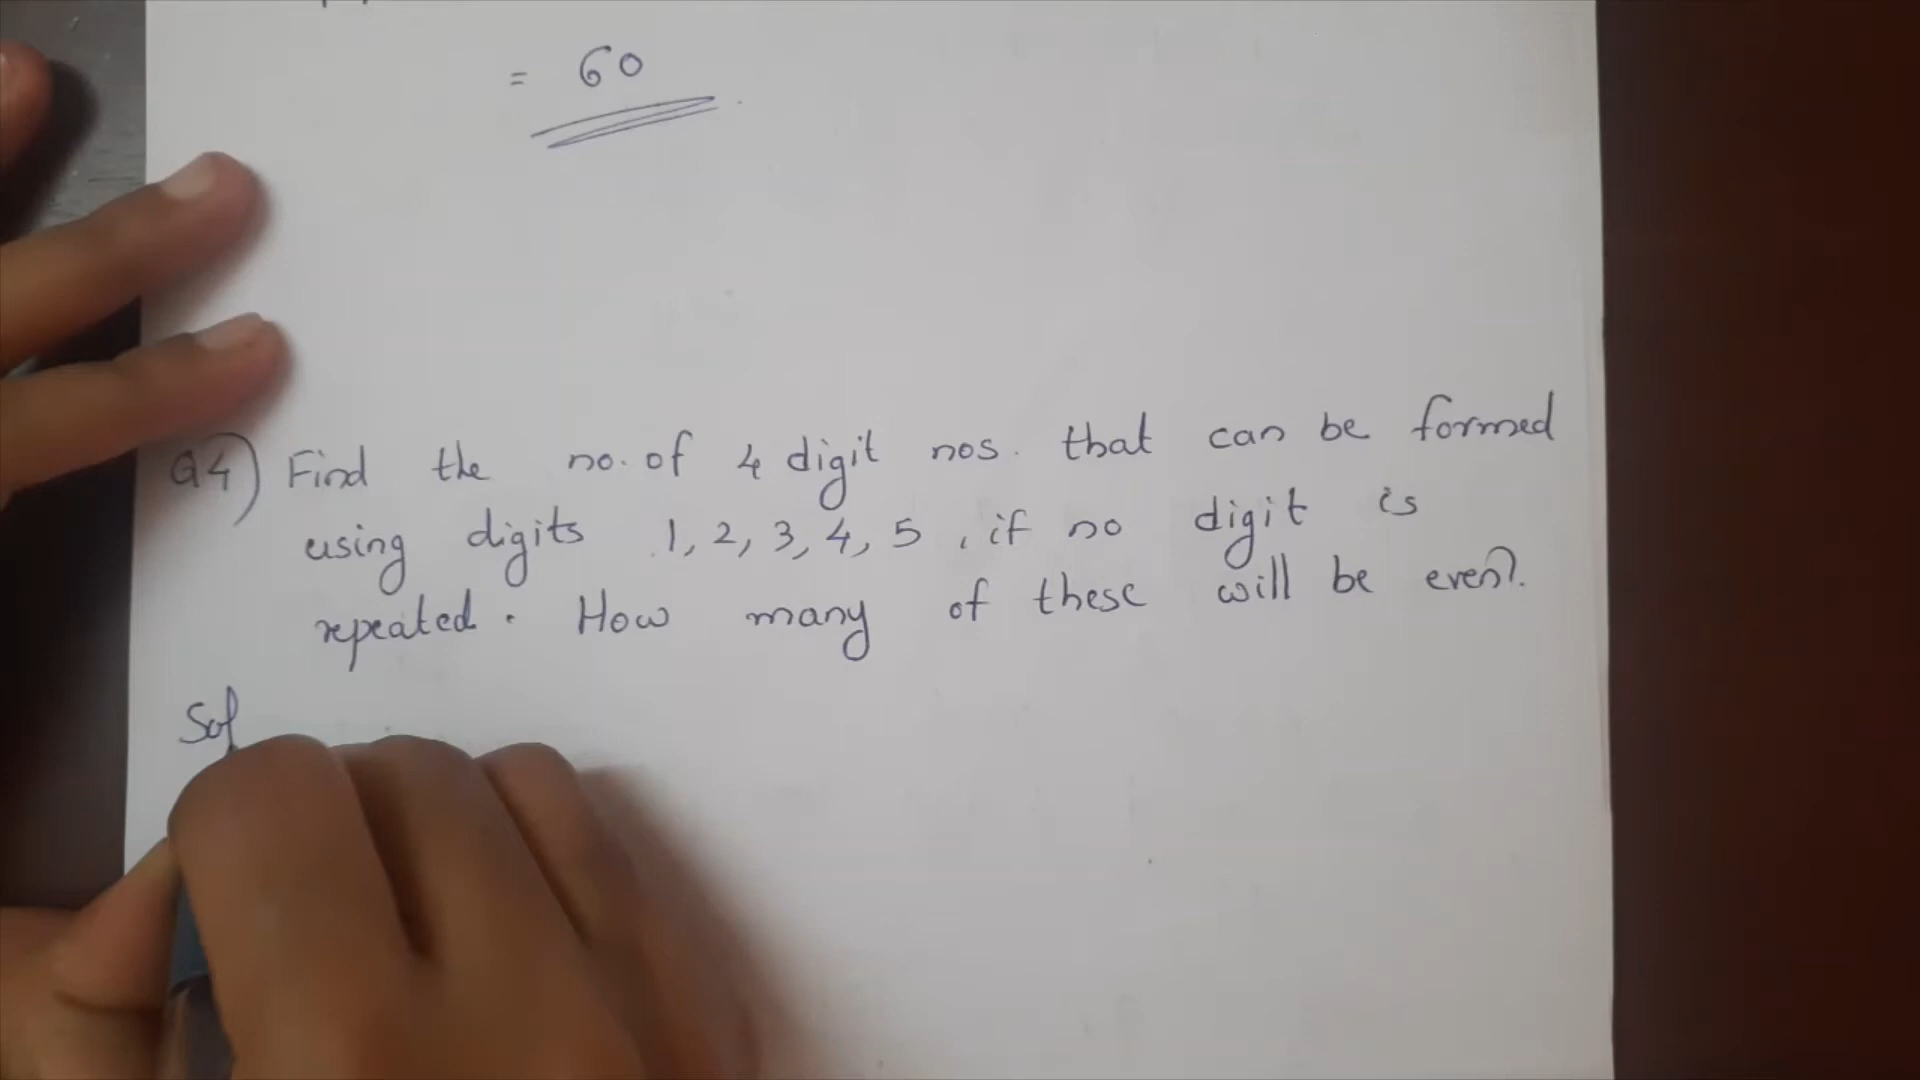 = 60
Q4) Find the no. of 4 digit nos. that can be formed
using digits 1, 2, 3, 4, 5, if no digit is
repeated. How many of these will be even?.
Sol